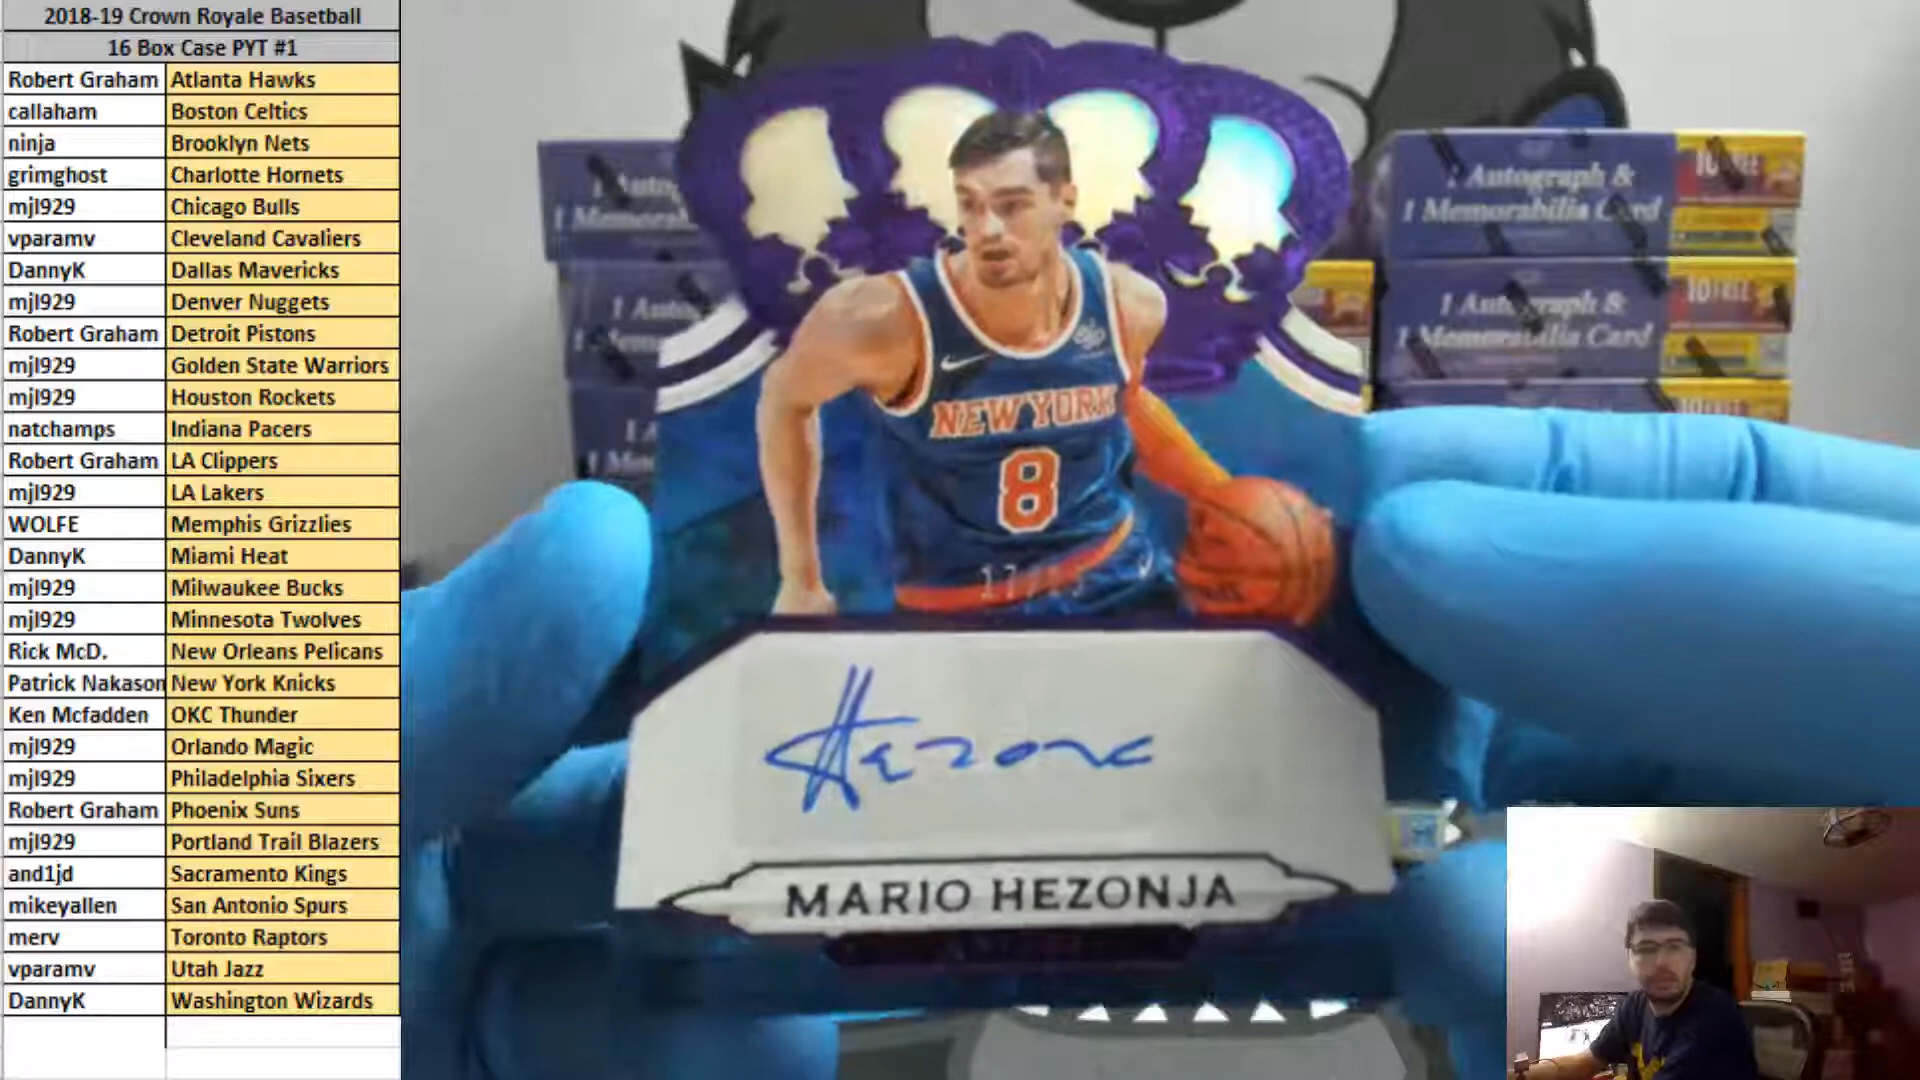 2018-19 Crown Royale Basetball
16 Box Case PYT #1
Robert Graham Atlanta Hawks
callaham Boston Celtics
ninja Brooklyn Nets
grimghost Charlotte Hornets
mjl929 Chicago Bulls
vparamv Cleveland Cavaliers
DannyK Dallas Mavericks
mjl929 Denver Nuggets
Robert Graham Detroit Pistons
mjl929 Golden State Warriors
mjl929 Houston Rockets
natchamps Indiana Pacers
Robert Graham LA Clippers
mjl929 LA Lakers
WOLFE Memphis Grizzlies
DannyK Miami Heat
mjl929 Milwaukee Bucks
mjl929 Minnesota Twolves
Rick McD. New Orleans Pelicans
Patrick Nakason New York Knicks
Ken Mcfadden OKC Thunder
mjl929 Orlando Magic
mjl929 Philadelphia Sixers
Robert Graham Phoenix Suns
mjl929 Portland Trail Blazers
and1jd Sacramento Kings
mikeyallen San Antonio Spurs
merv Toronto Raptors
vparamv Utah Jazz
DannyK Washington Wizards
1 Autograph &
1 Memorabilia Card
1 Autograph &
1 Memorabilia Card
NEW YORK
8
Hezonja
MARIO HEZONJA